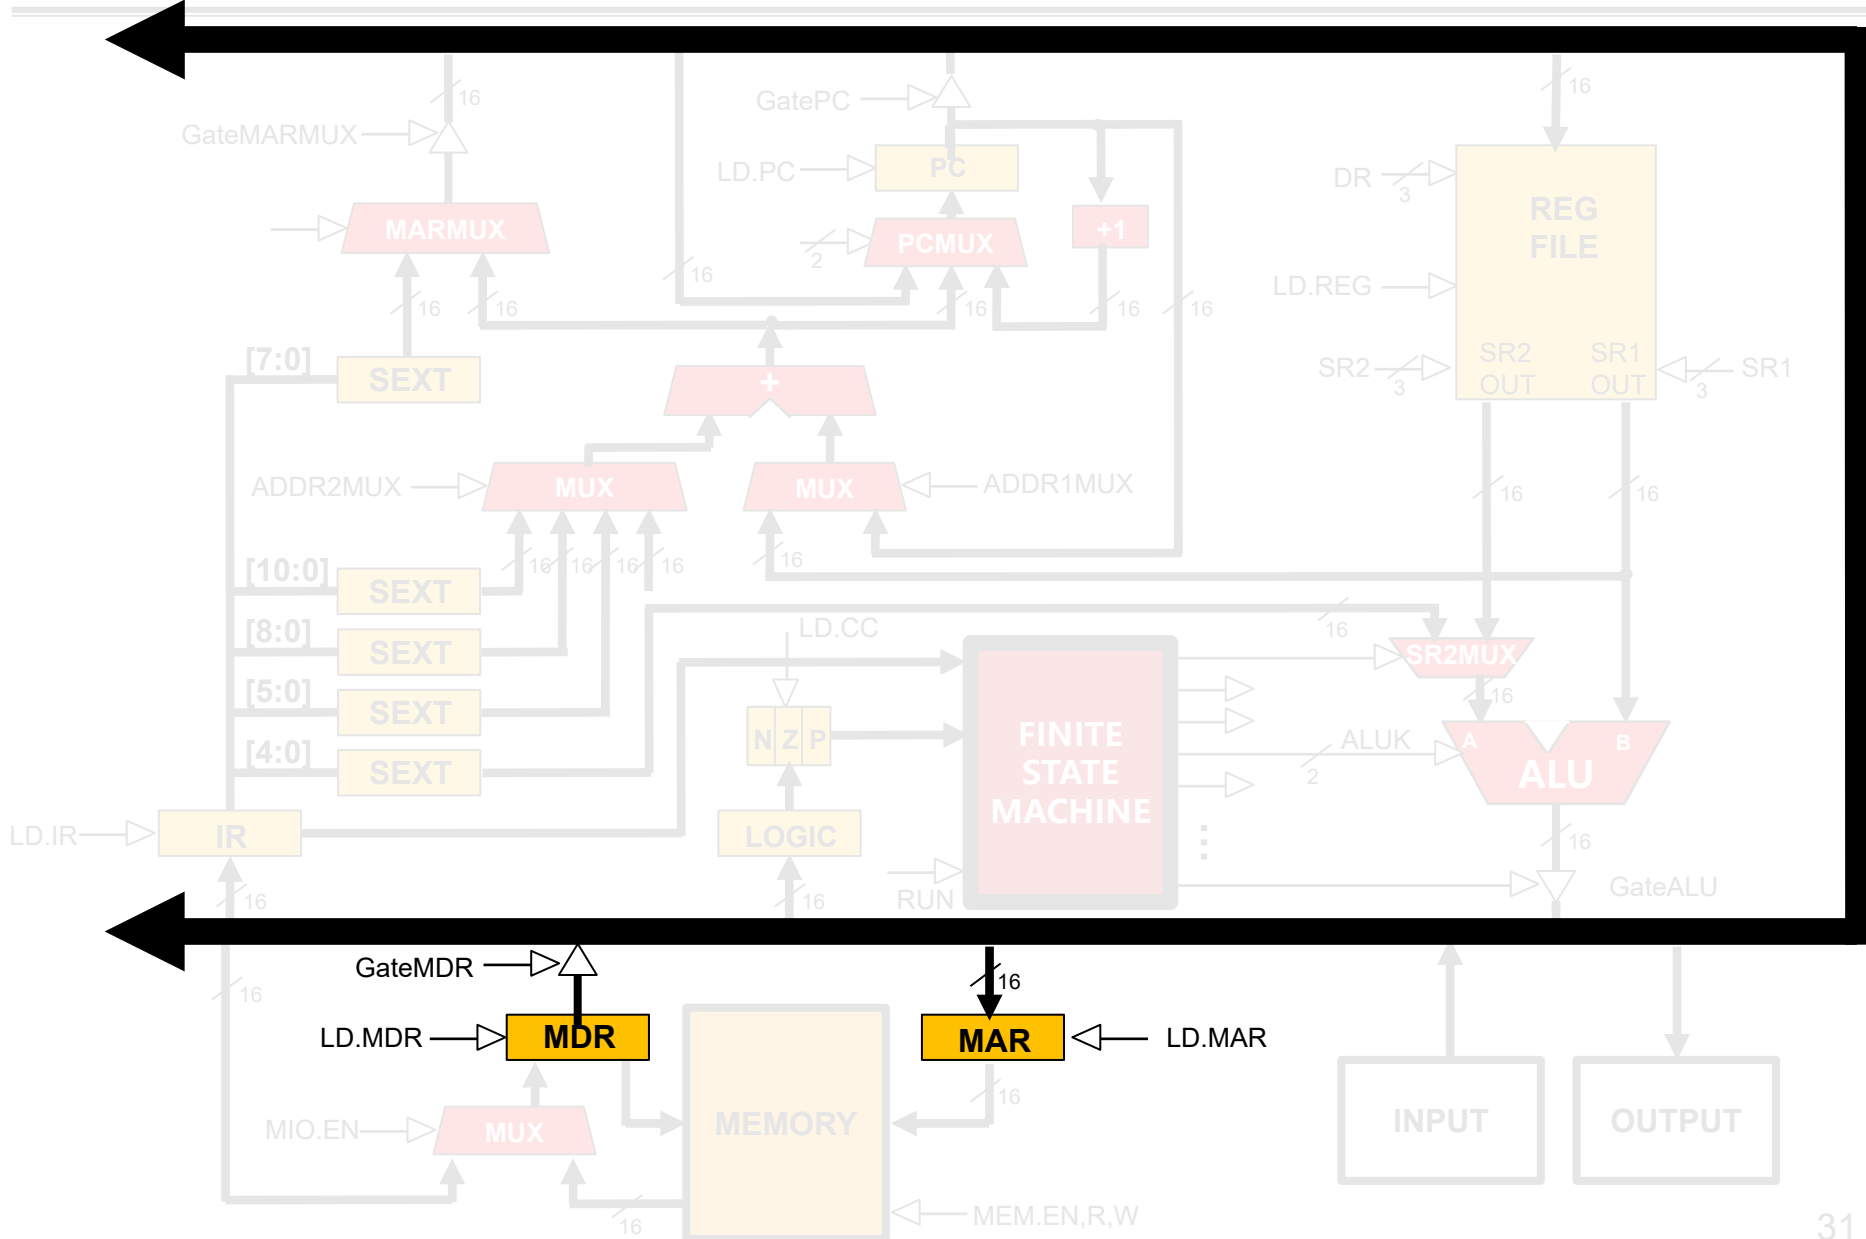 16
16
GatePC
GateMARMUX
LD.PC
PC
DR
3
REG
FILE
MARMUX
2
PCMUX
+1
16
LD.REG
16
16
16
16
16
[7:0]
SEXT
+
SR2
3
SR2
OUT
SR1
OUT
3
SR1
ADDR2MUX
MUX
MUX
ADDR1MUX
16
16
[10:0]
SEXT
16
16
16
16
16
[8:0]
SEXT
LD.CC
16
SR2MUX
16
[5:0]
SEXT
N Z P
FINITE
STATE
MACHINE
ALUK
2
A
B
ALU
[4:0]
SEXT
LD.IR
IR
LOGIC
16
16
16
RUN
GateALU
GateMDR
16
16
LD.MDR
MDR
MAR
LD.MAR
16
MIO.EN
MUX
MEMORY
INPUT
OUTPUT
16
MEM.EN,R,W
31